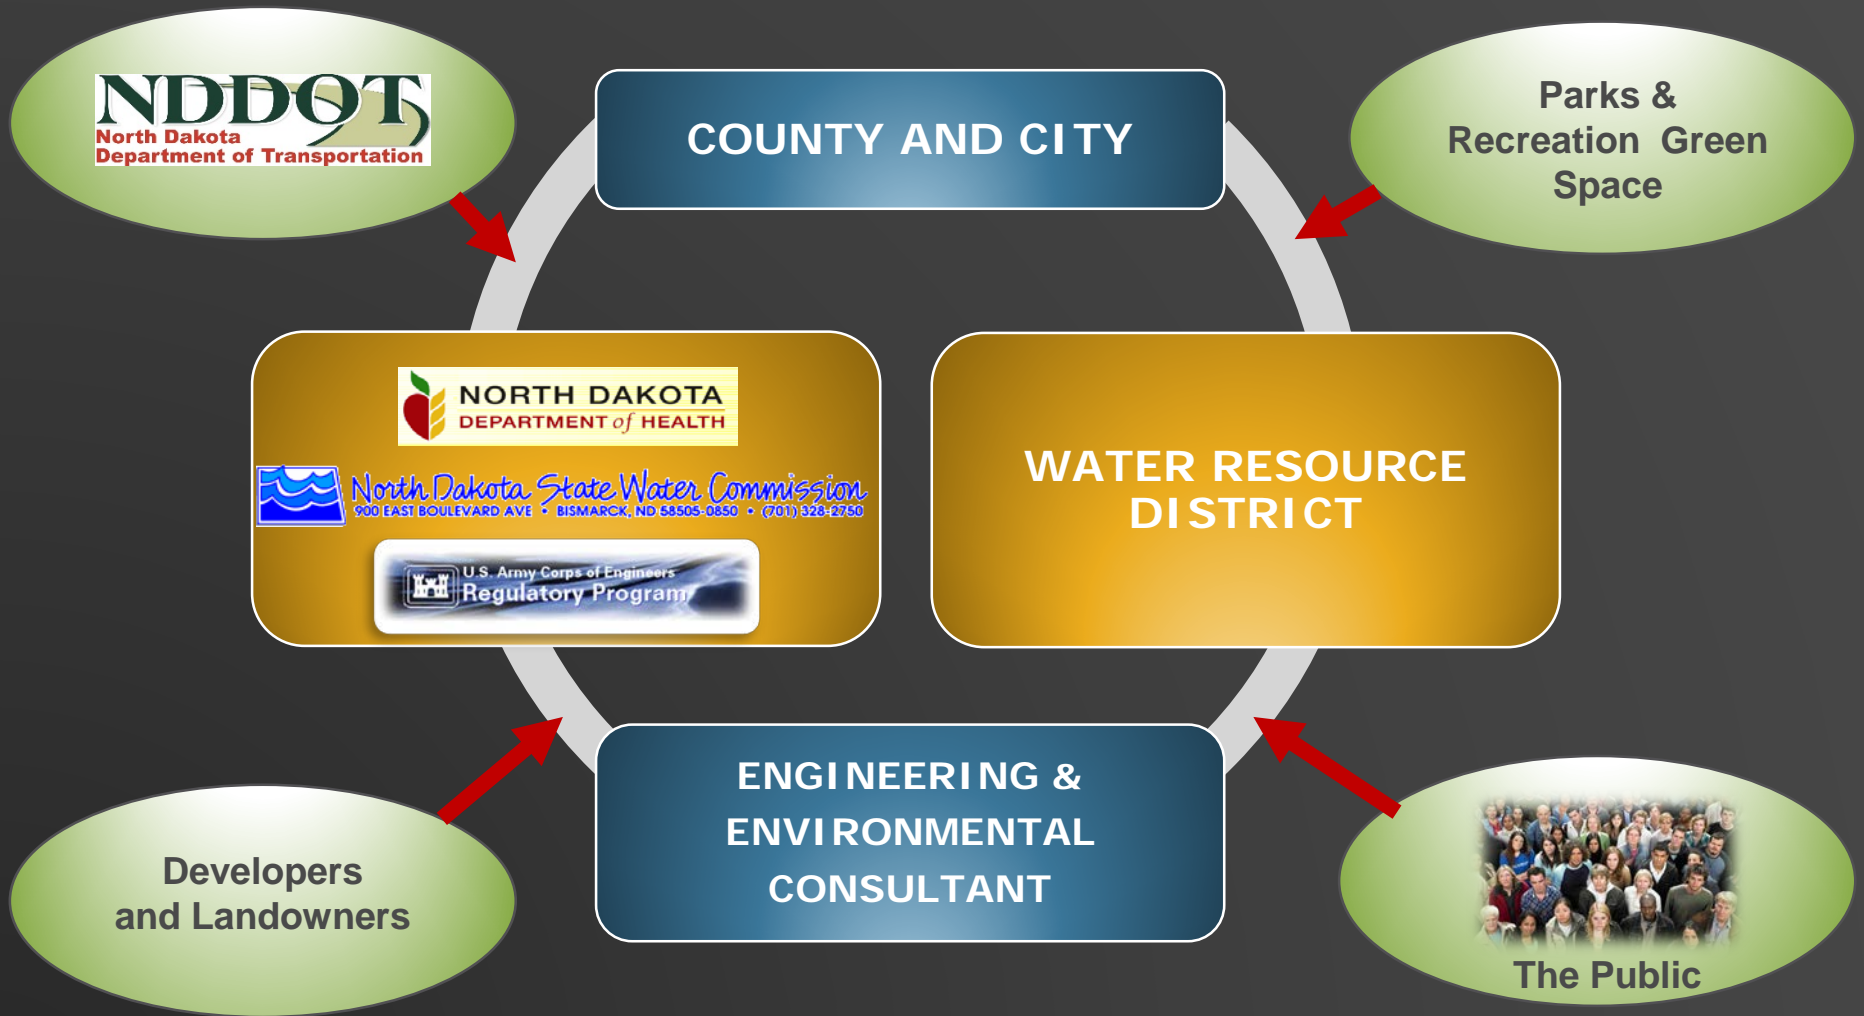 NDDOT
North Dakota
Department of Transportation
COUNTY AND CITY
Parks &
Recreation Green
Space
NORTH DAKOTA
DEPARTMENT of HEALTH
North Dakota State Water Commission
900 EAST BOULEVARD AVE • BISMARCK, ND 58505-0850 • (701) 328-2750
U.S. Army Corps of Engineers
Regulatory Program
WATER RESOURCE
DISTRICT
ENGINEERING &
ENVIRONMENTAL
CONSULTANT
Developers
and Landowners
The Public